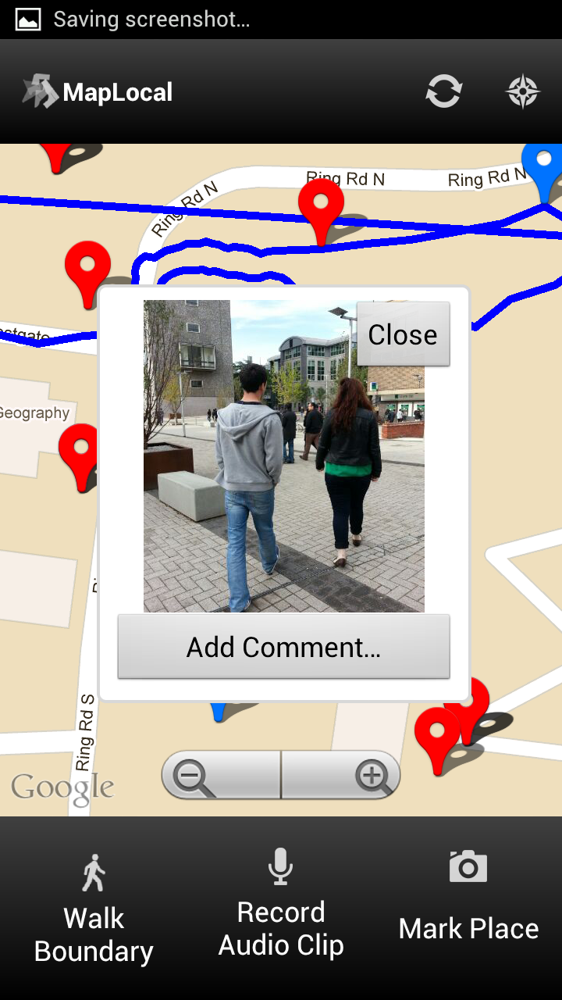 Saving screenshot...
MapLocal
Ring Rd N
Ring Rd N
Ring Rd N
Close
Geography
Add Comment...
Ring Rd S
Google
Walk
Boundary
Record
Audio Clip
Mark Place